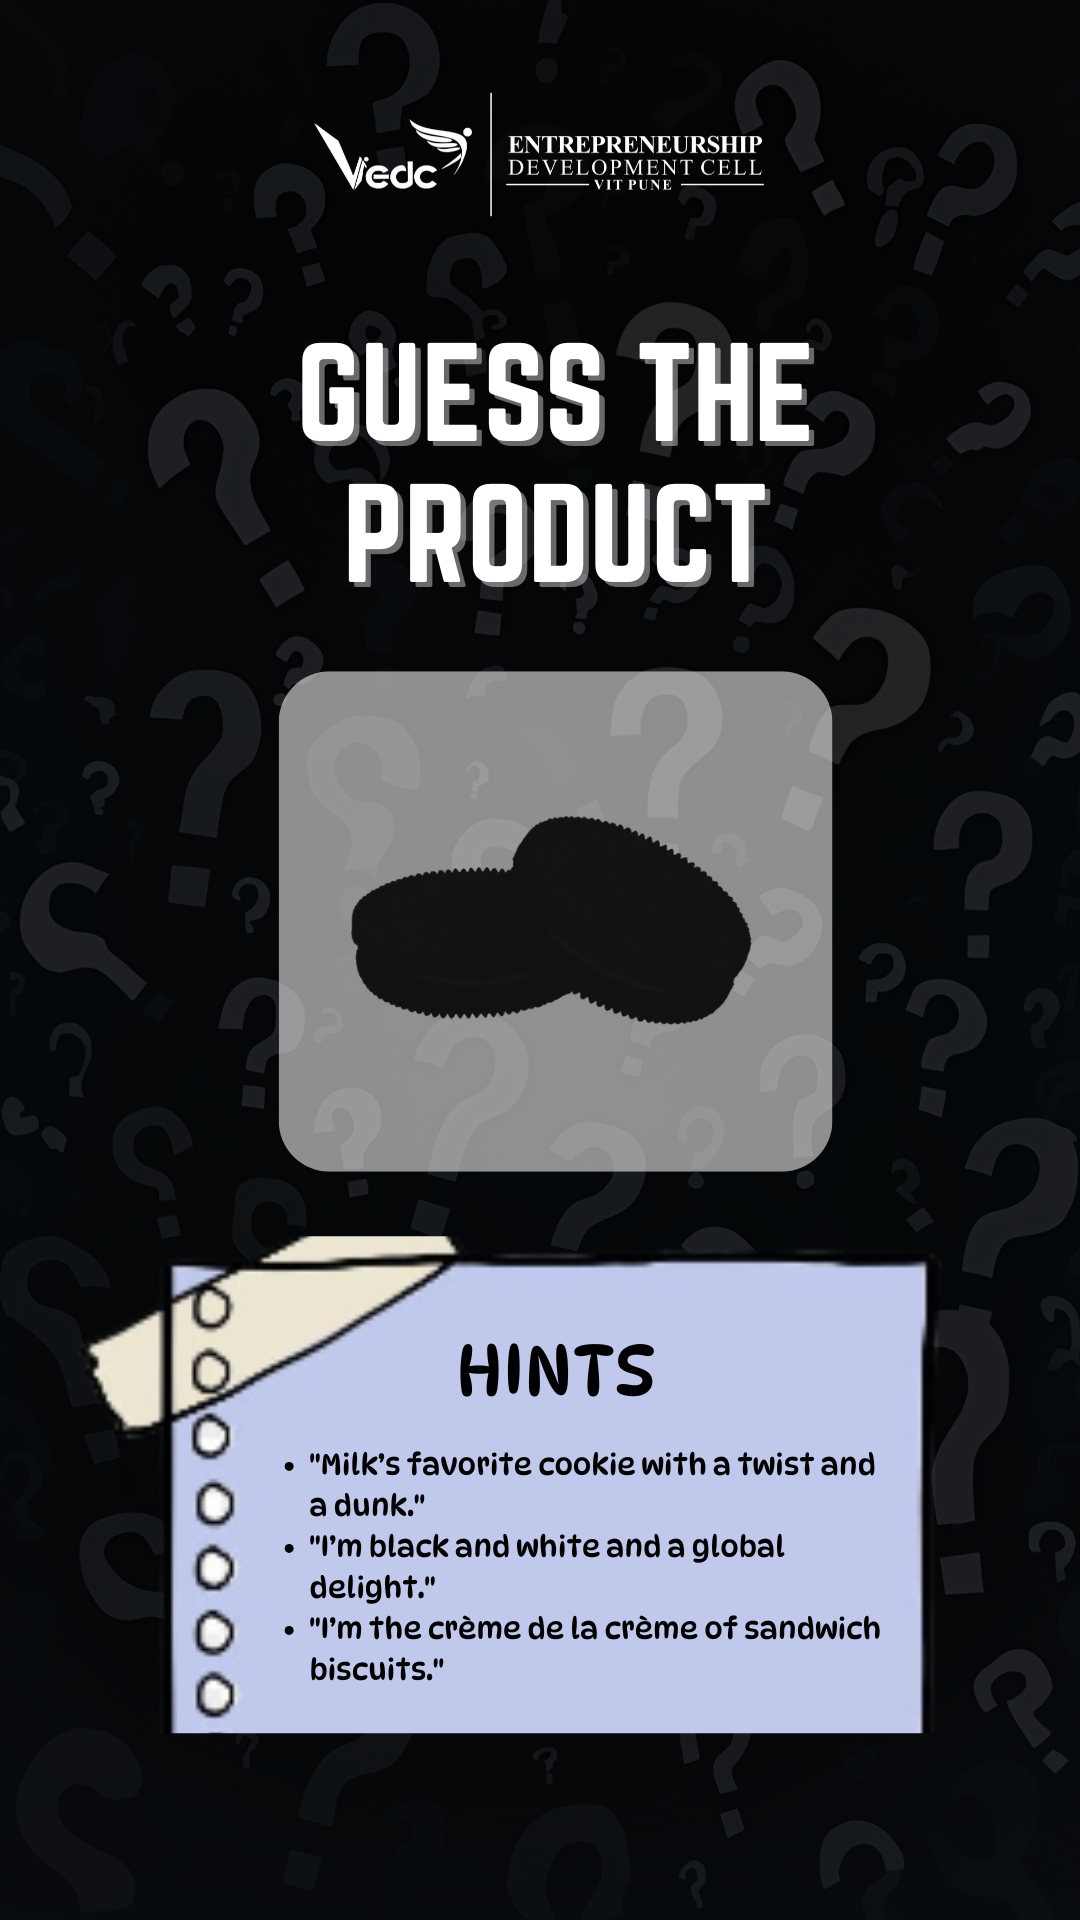 Vedc
ENTREPRENEURSHIP
DEVELOPMENT CELL
VIT PUNE
GUESS THE
PRODUCT
HINTS
• "Milk’s favorite cookie with a twist and
a dunk."
• "I’m black and white and a global
delight."
• "I’m the crème de la crème of sandwich
biscuits."